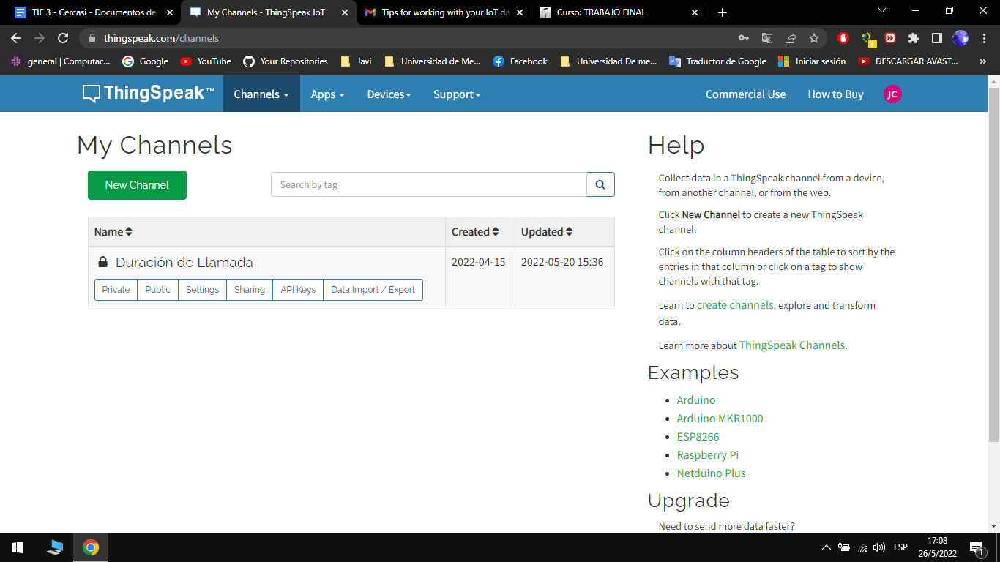 TIF 3 - Cercasi - Documentos de
My Channels - ThingSpeak IoT
Tips for working with your IoT da
Curso: TRABAJO FINAL
thingspeak.com/channels
general | Computac...
Google
YouTube
Your Repositories
Javi
Universidad de Me...
Facebook
Universidad De me...
Traductor de Google
Iniciar sesión
DESCARGAR AVAST...
»
ThingSpeak™
Channels
Apps
Devices
Support
Commercial Use
How to Buy
JC
My Channels
New Channel
Search by tag
Name
Created
Updated
Duración de Llamada
2022-04-15
2022-05-20 15:36
Private
Public
Settings
Sharing
API Keys
Data Import / Export
Help
Collect data in a ThingSpeak channel from a device,
from another channel, or from the web.
Click New Channel to create a new ThingSpeak
channel.
Click on the column headers of the table to sort by the
entries in that column or click on a tag to show
channels with that tag.
Learn to create channels, explore and transform
data.
Learn more about ThingSpeak Channels.
Examples
Arduino
Arduino MKR1000
ESP8266
Raspberry Pi
Netduino Plus
Upgrade
Need to send more data faster?
ESP
17:08
26/5/2022
1